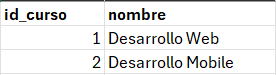 id_curso nombre
1 Desarrollo Web
2 Desarrollo Mobile